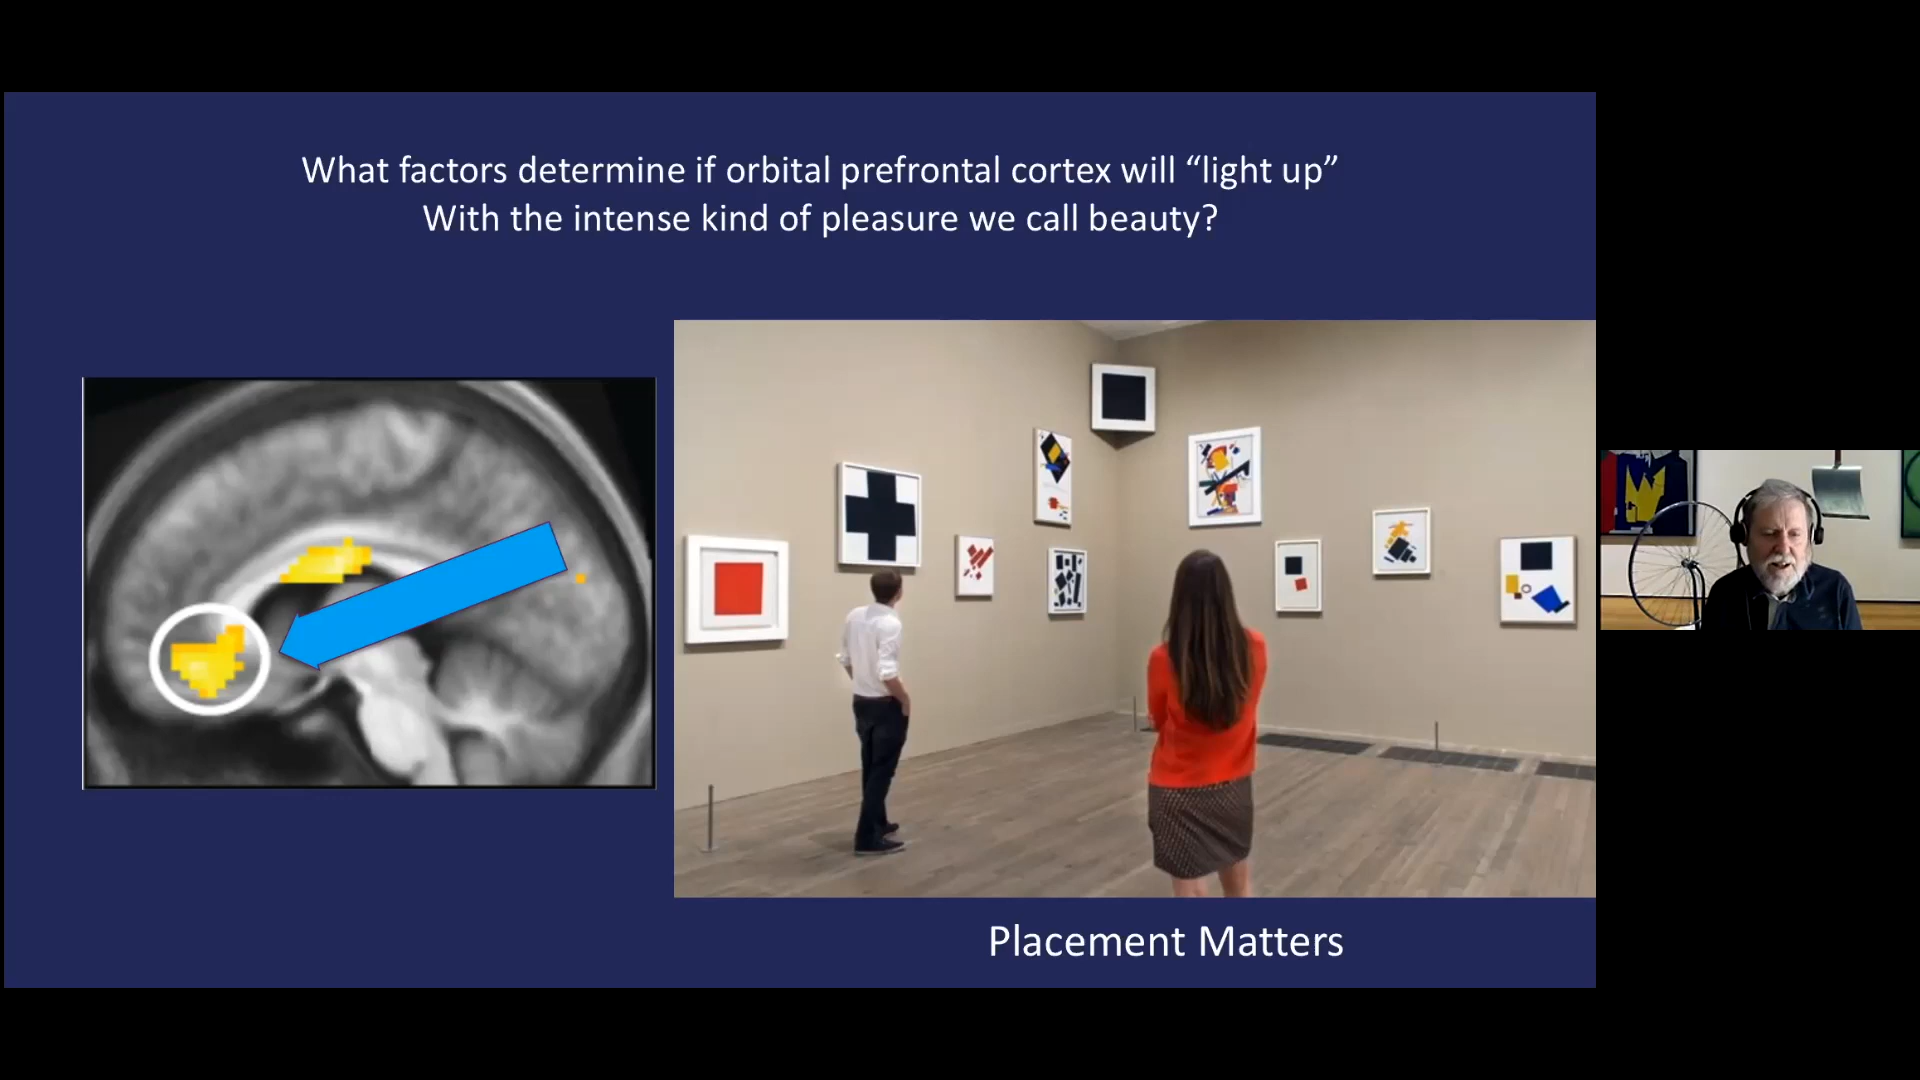 What factors determine if orbital prefrontal cortex will “light up”
With the intense kind of pleasure we call beauty?
Placement Matters